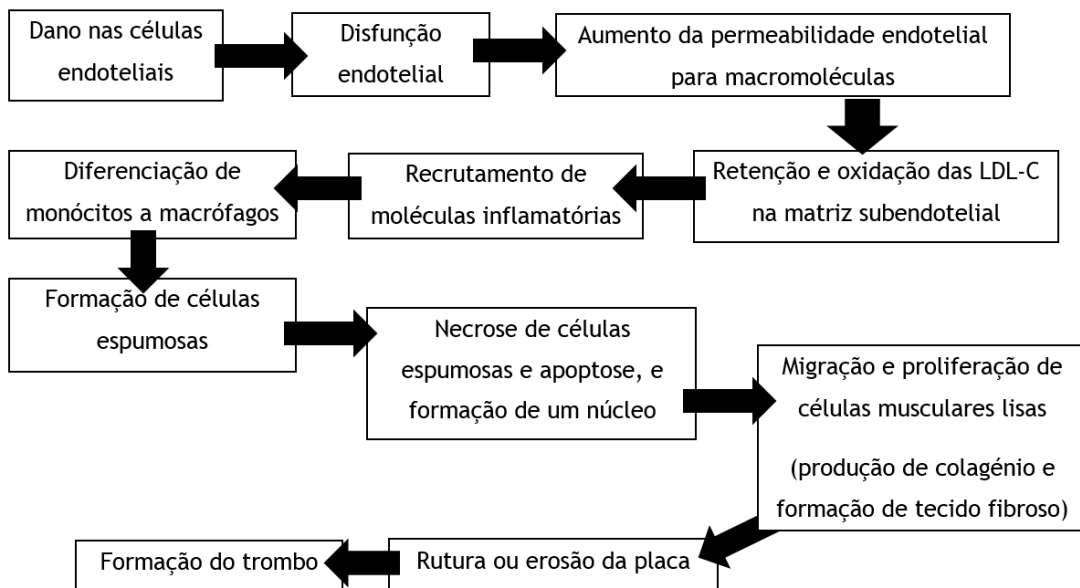 Dano nas células
endoteliais
Disfunção
endotelial
Aumento da permeabilidade endotelial
para macromoléculas
Retenção e oxidação das LDL-C
na matriz subendotelial
Recrutamento de
moléculas inflamatórias
Diferenciação de
monócitos a macrófagos
Formação de células
espumosas
Necrose de células
espumosas e apoptose, e
formação de um núcleo
Migração e proliferação de
células musculares lisas
(produção de colagénio e
formação de tecido fibroso)
Rutura ou erosão da placa
Formação do trombo